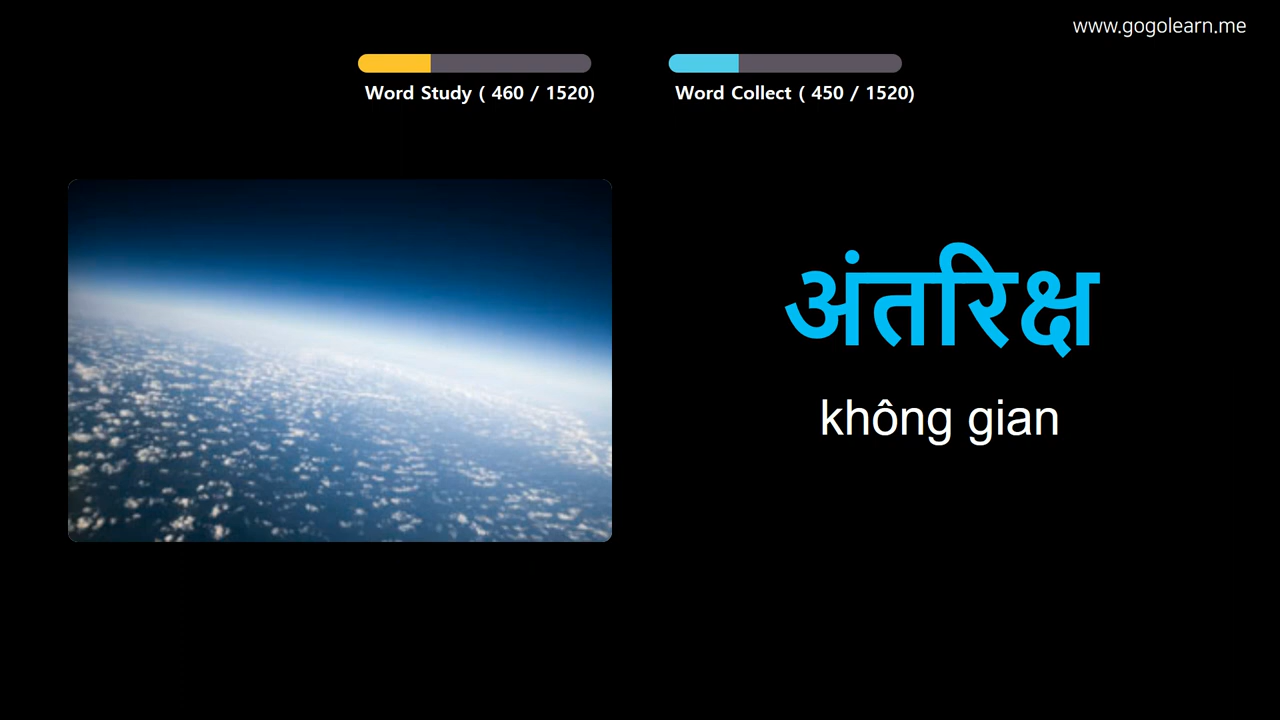 www.gogolearn.me
Word Study ( 460 / 1520)
Word Collect ( 450 / 1520)
अंतरिक्ष
không gian